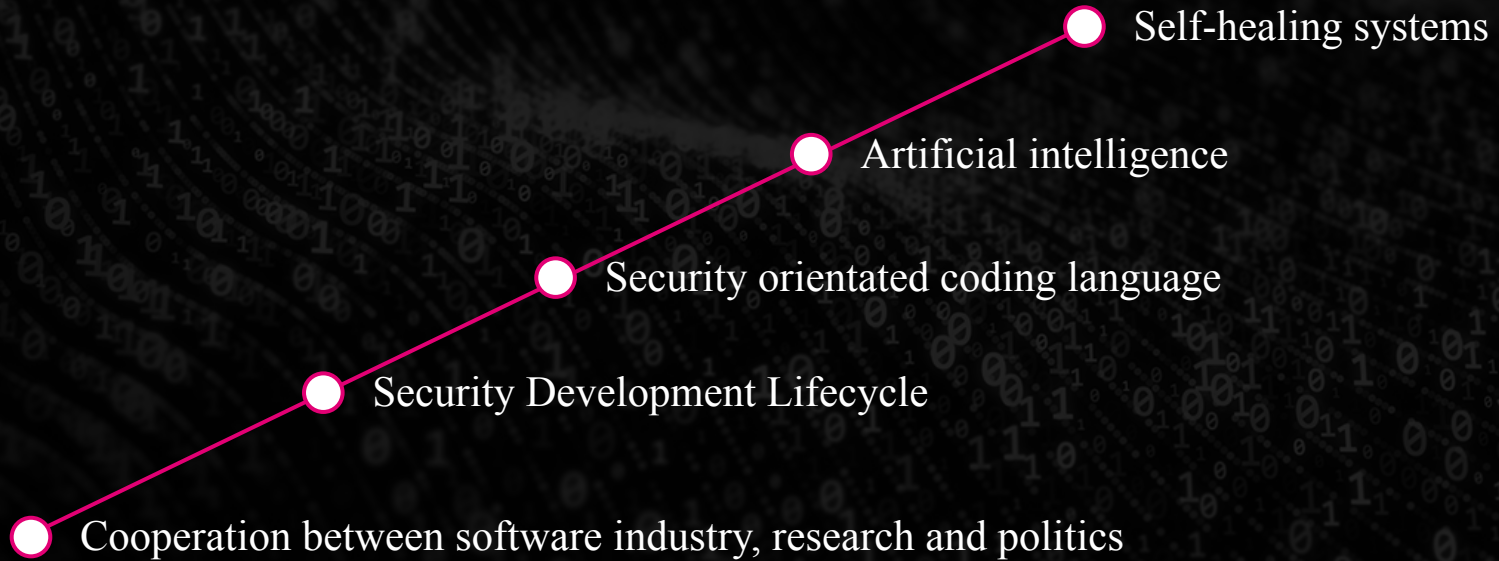 Self-healing systems
Artificial intelligence
Security orientated coding language
Security Development Lifecycle
Cooperation between software industry, research and politics